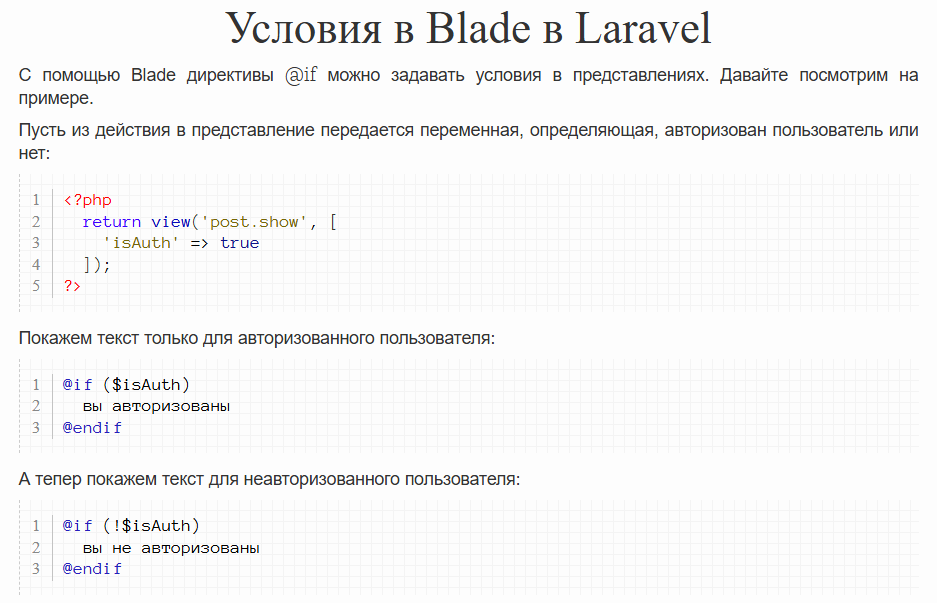 Условия в Blade в Laravel
С помощью Blade директивы @if можно задавать условия в представлениях. Давайте посмотрим на
примере.
Пусть из действия в представление передается переменная, определяющая, авторизован пользователь или
нет:
1 <?php
2 return view('post.show', [
3 'isAuth' => true
4 ]);
5 ?>
Покажем текст только для авторизованного пользователя:
1 @if ($isAuth)
2 вы авторизованы
3 @endif
А тепер покажем текст для неавторизованного пользователя:
1 @if (!$isAuth)
2 вы не авторизованы
3 @endif